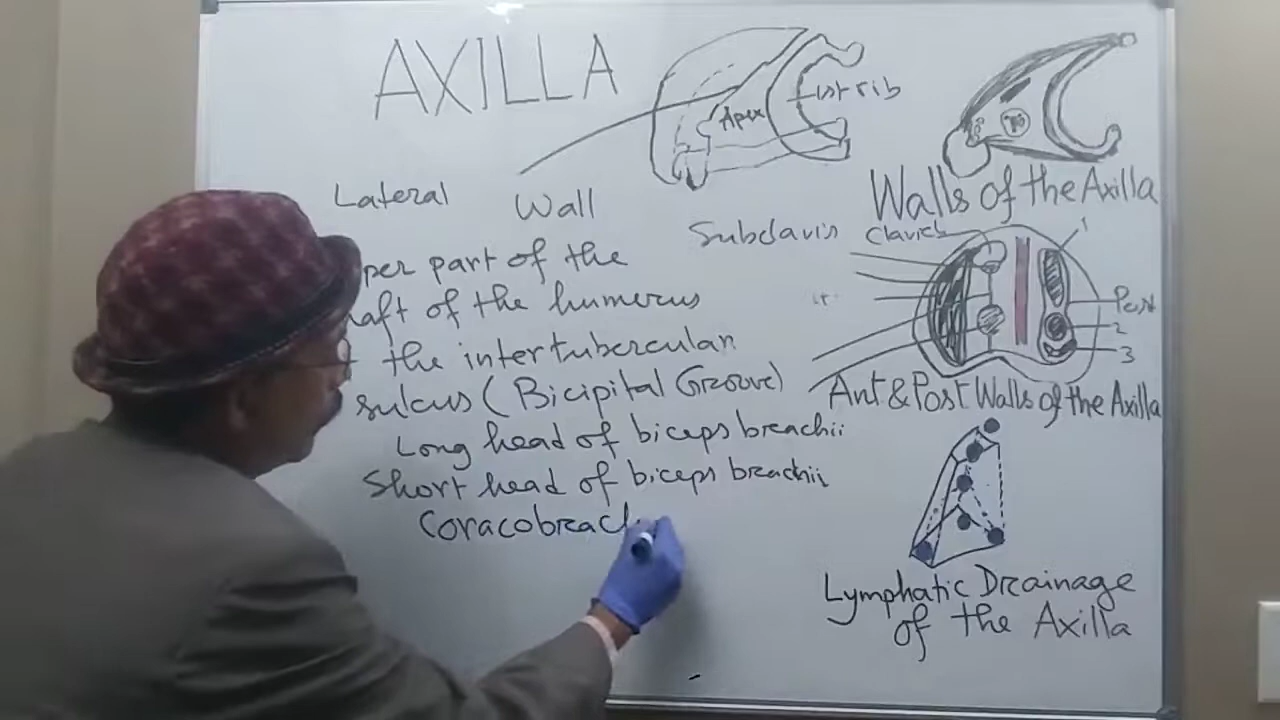 AXILLA
Apex
1st rib
Lateral Wall
per part of the
haft of the humerus
the intertubercular
sulcus (Bicipital Groove)
Long head of biceps brachii
Short head of biceps brachii
Coracobrach
Walls of the Axilla
Subclavis
Clavicle
1
Post
2
3
Ant & Post Walls of the Axilla
Lymphatic Drainage
of the Axilla